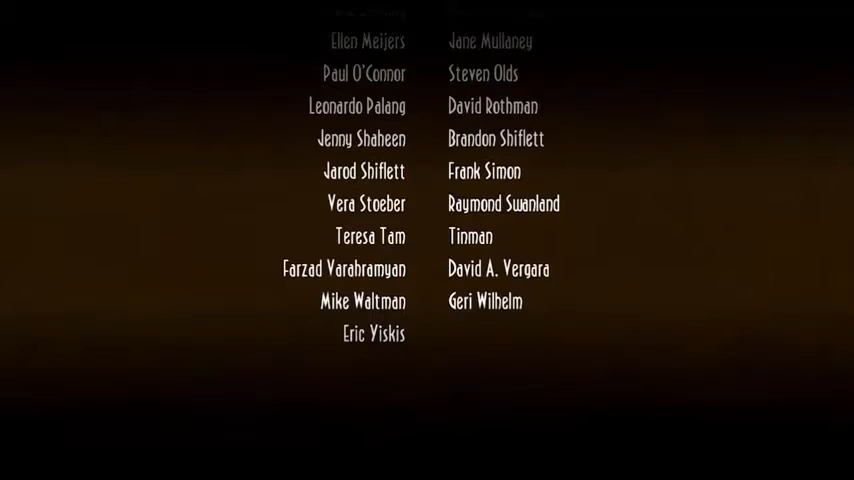 Ellen Meijers Jane Mullaney
Paul O'Connor Steven Olds
Leonardo Palang David Rothman
Jenny Shaheen Brandon Shiflett
Jarod Shiflett Frank Simon
Vera Stoeber Raymond Swanland
Teresa Tam Tinman
Farzad Varahramyan David A. Vergara
Mike Waltman Geri Wilhelm
Eric Yiskis